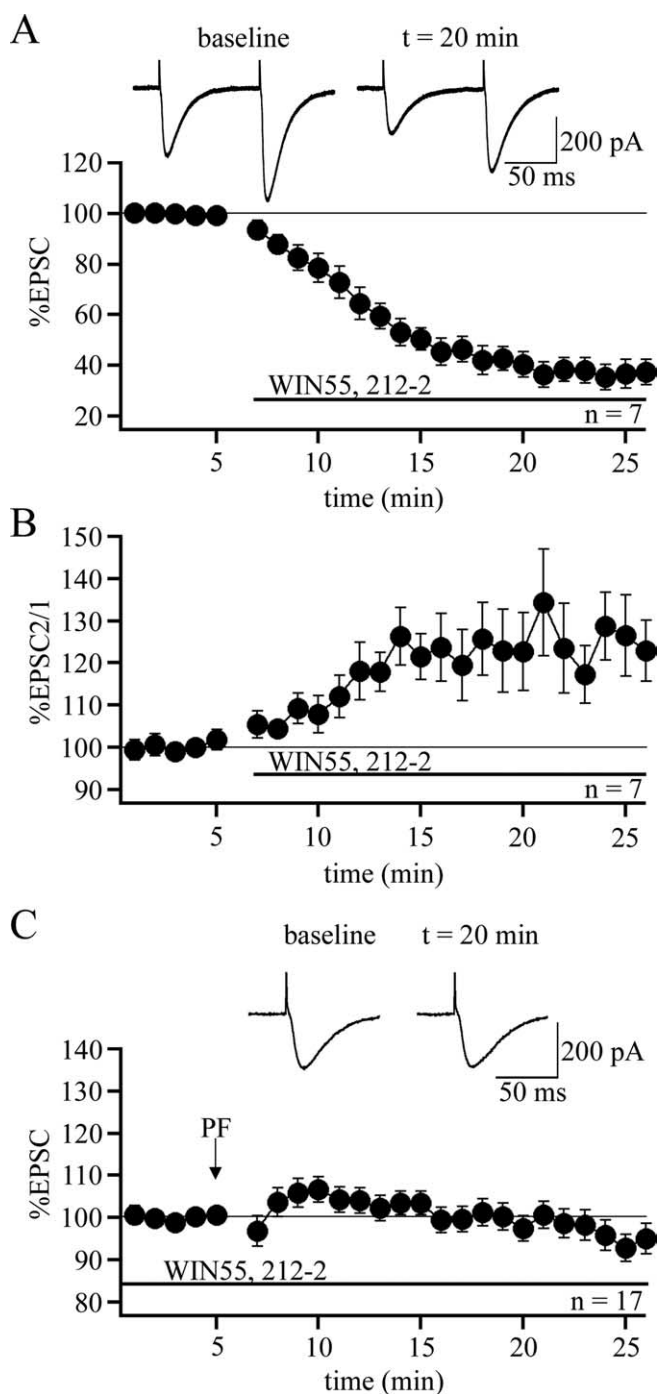 A
baseline t = 20 min
200 pA
50 ms
120
100
80
60
40
20
%EPSC
WIN55, 212-2
n = 7
5 10 15 20 25
time (min)
B
150
140
130
120
110
100
90
%EPSC2/1
WIN55, 212-2
n = 7
5 10 15 20 25
time (min)
C
baseline t = 20 min
200 pA
50 ms
140
130
120
110
100
90
80
%EPSC
PF
WIN55, 212-2
n = 17
5 10 15 20 25
time (min)